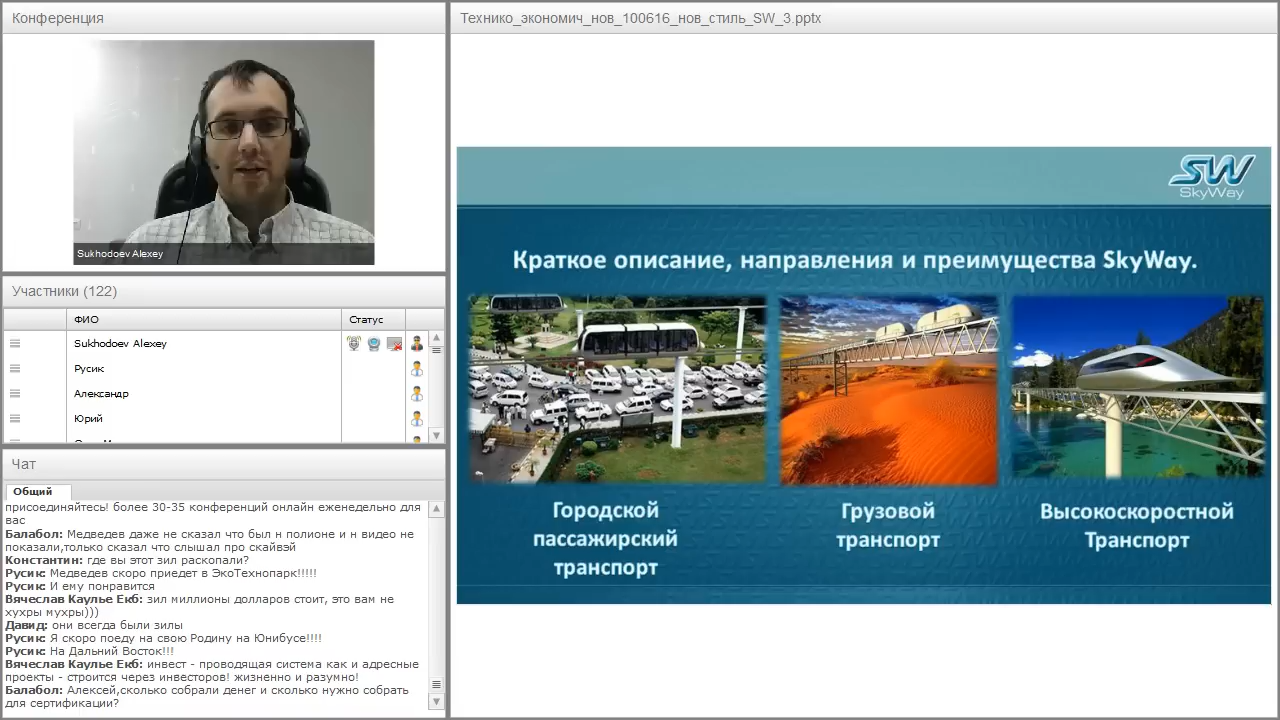 Конференция
Sukhodoev Alexey
Участники (122)
ФИО Статус
Sukhodoev Alexey
Русик
Александр
Юрий
Чат
Общий
присоединяйтесь! более 30-35 конференций онлайн еженедельно для
вас
Балабол: Медведев даже не сказал что был н полионе и н видео не
показали,только сказал что слышал про скайвэй
Константин: где вы этот зил раскопали?
Русик: Медведев скоро приедет в ЭкоТехнопарк!!!!!
Русик: И ему понравится
Вячеслав Каулье Екб: зил миллионы долларов стоит, это вам не
хухры мухры)))
Давид: они всегда были зилы
Русик: Я скоро поеду на свою Родину на Юнибусе!!!!
Русик: На Дальний Восток!!!
Вячеслав Каулье Екб: инвест - проводящая система как и адресные
проекты - строится через инвесторов! жизненно и разумно!
Балабол: Алексей,сколько собрали денег и сколько нужно собрать
для сертификации?
Технико_экономич_нов_100616_нов_стиль_SW_3.pptx
SW
SkyWay
Краткое описание, направления и преимущества SkyWay.
Городской
пассажирский
транспорт
Грузовой
транспорт
Высокоскоростной
Транспорт